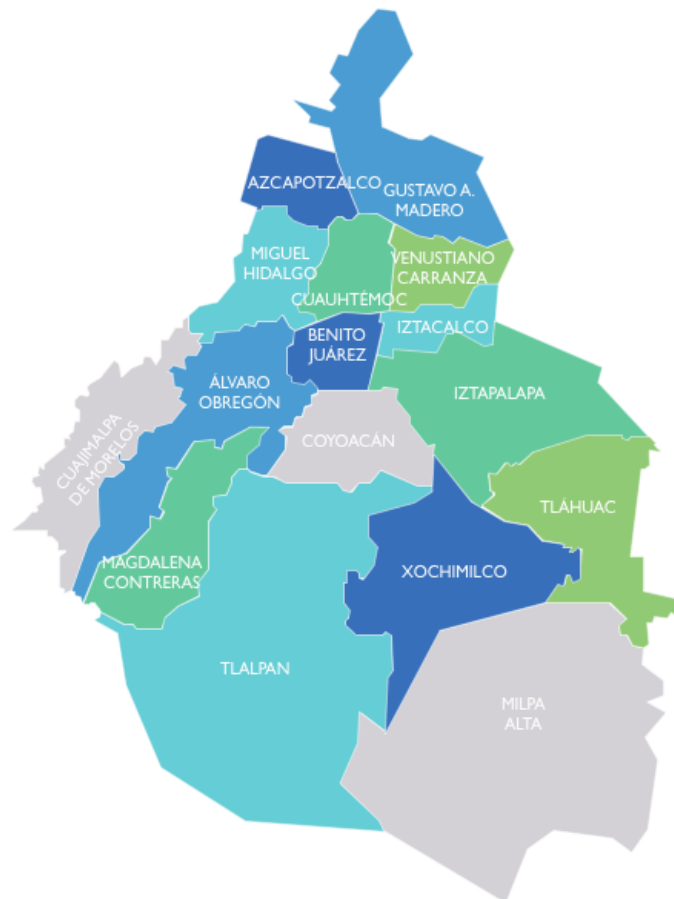 AZCAPOTZALCO
GUSTAVO A.
MADERO
MIGUEL
HIDALGO
VENUSTIANO
CARRANZA
CUAUHTÉMOC
IZTACALCO
BENITO
JUÁREZ
ÁLVARO
OBREGÓN
IZTAPALAPA
CUAJIMALPA
DE MORELOS
COYOACÁN
TLÁHUAC
MAGDALENA
CONTRERAS
XOCHIMILCO
TLALPAN
MILPA
ALTA